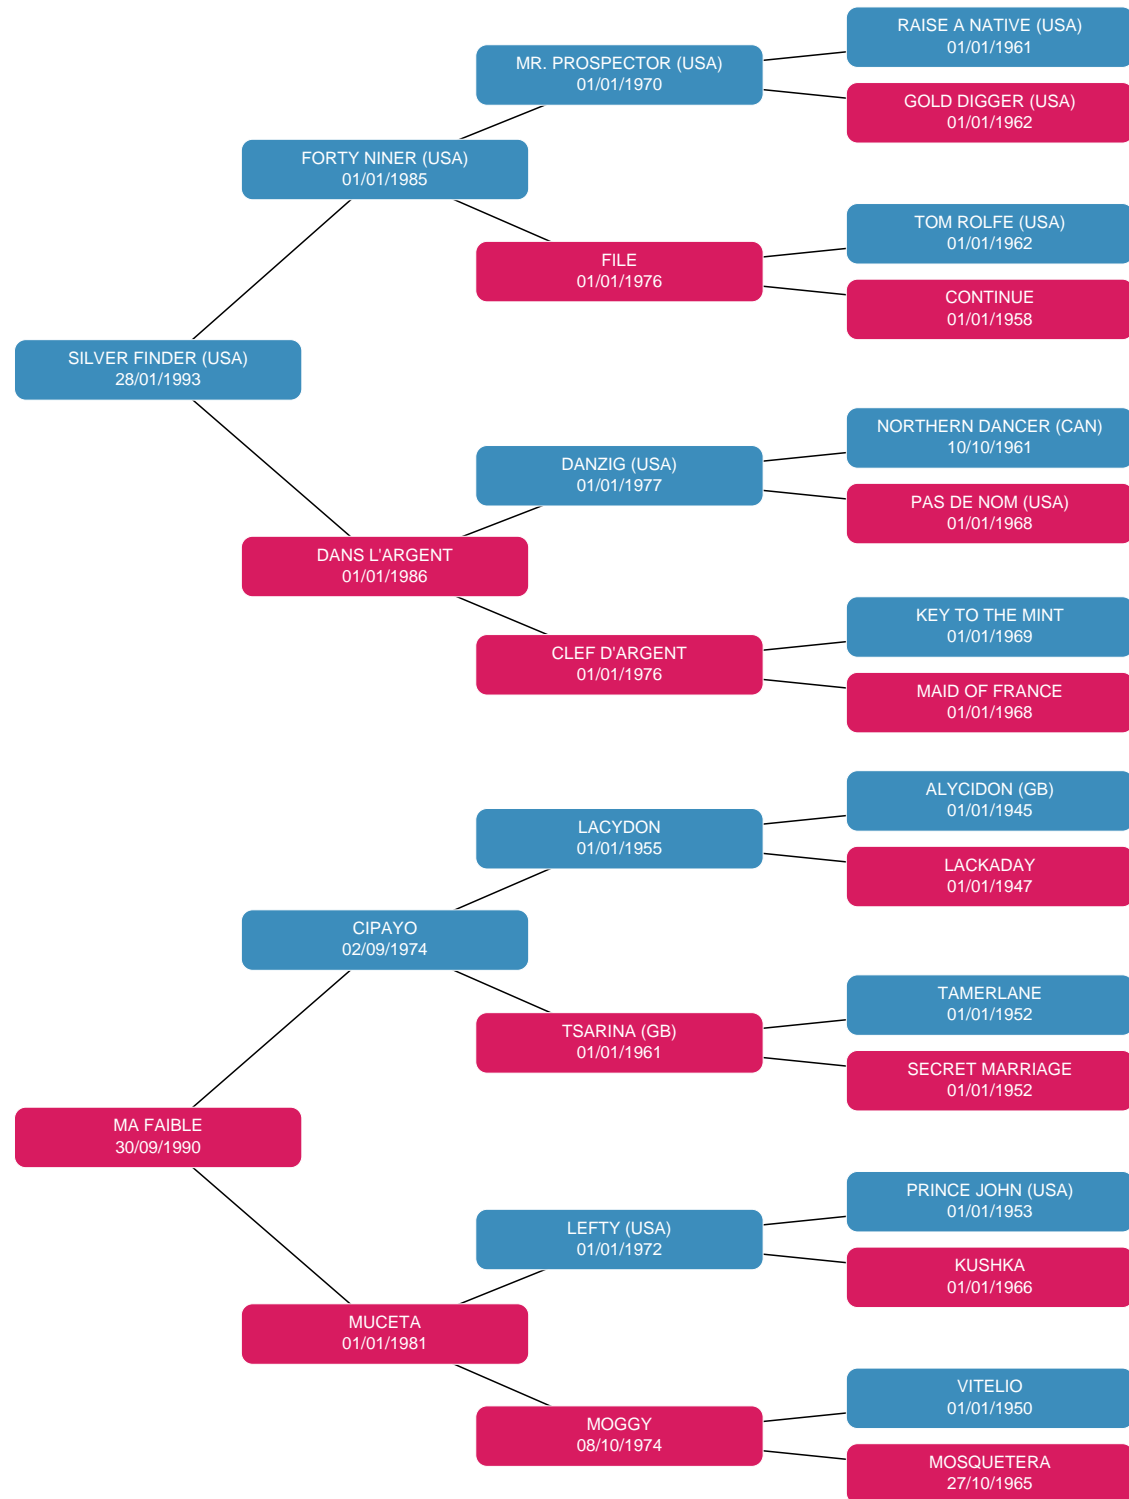 RAISE A NATIVE (USA)
01/01/1961
MR. PROSPECTOR (USA)
01/01/1970
GOLD DIGGER (USA)
01/01/1962
FORTY NINER (USA)
01/01/1985
TOM ROLFE (USA)
01/01/1962
FILE
01/01/1976
CONTINUE
01/01/1958
SILVER FINDER (USA)
28/01/1993
NORTHERN DANCER (CAN)
10/10/1961
DANZIG (USA)
01/01/1977
PAS DE NOM (USA)
01/01/1968
DANS L'ARGENT
01/01/1986
KEY TO THE MINT
01/01/1969
CLEF D'ARGENT
01/01/1976
MAID OF FRANCE
01/01/1968
ALYCIDON (GB)
01/01/1945
LACYDON
01/01/1955
LACKADAY
01/01/1947
CIPAYO
02/09/1974
TAMERLANE
01/01/1952
TSARINA (GB)
01/01/1961
SECRET MARRIAGE
01/01/1952
MA FAIBLE
30/09/1990
PRINCE JOHN (USA)
01/01/1953
LEFTY (USA)
01/01/1972
KUSHKA
01/01/1966
MUCETA
01/01/1981
VITELIO
01/01/1950
MOGGY
08/10/1974
MOSQUETERA
27/10/1965